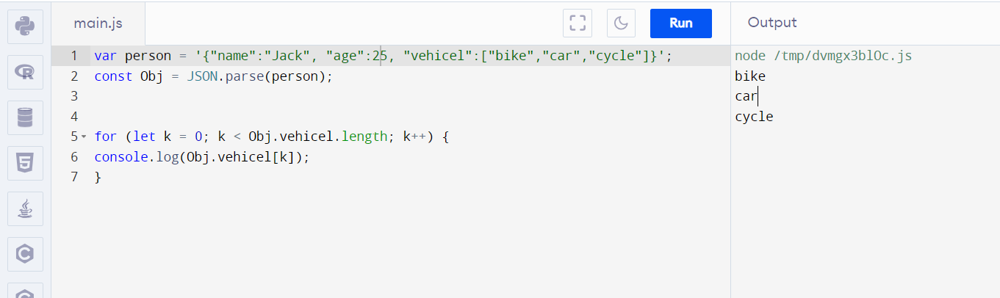 main.js
Run
Output
1 var person = '{"name":"Jack", "age":25, "vehicel":["bike","car","cycle"]}';
2 const Obj = JSON.parse(person);
3
4
5 for (let k = 0; k < Obj.vehicel.length; k++) {
6 console.log(Obj.vehicel[k]);
7 }
node /tmp/dvmgx3blOc.js
bike
car
cycle